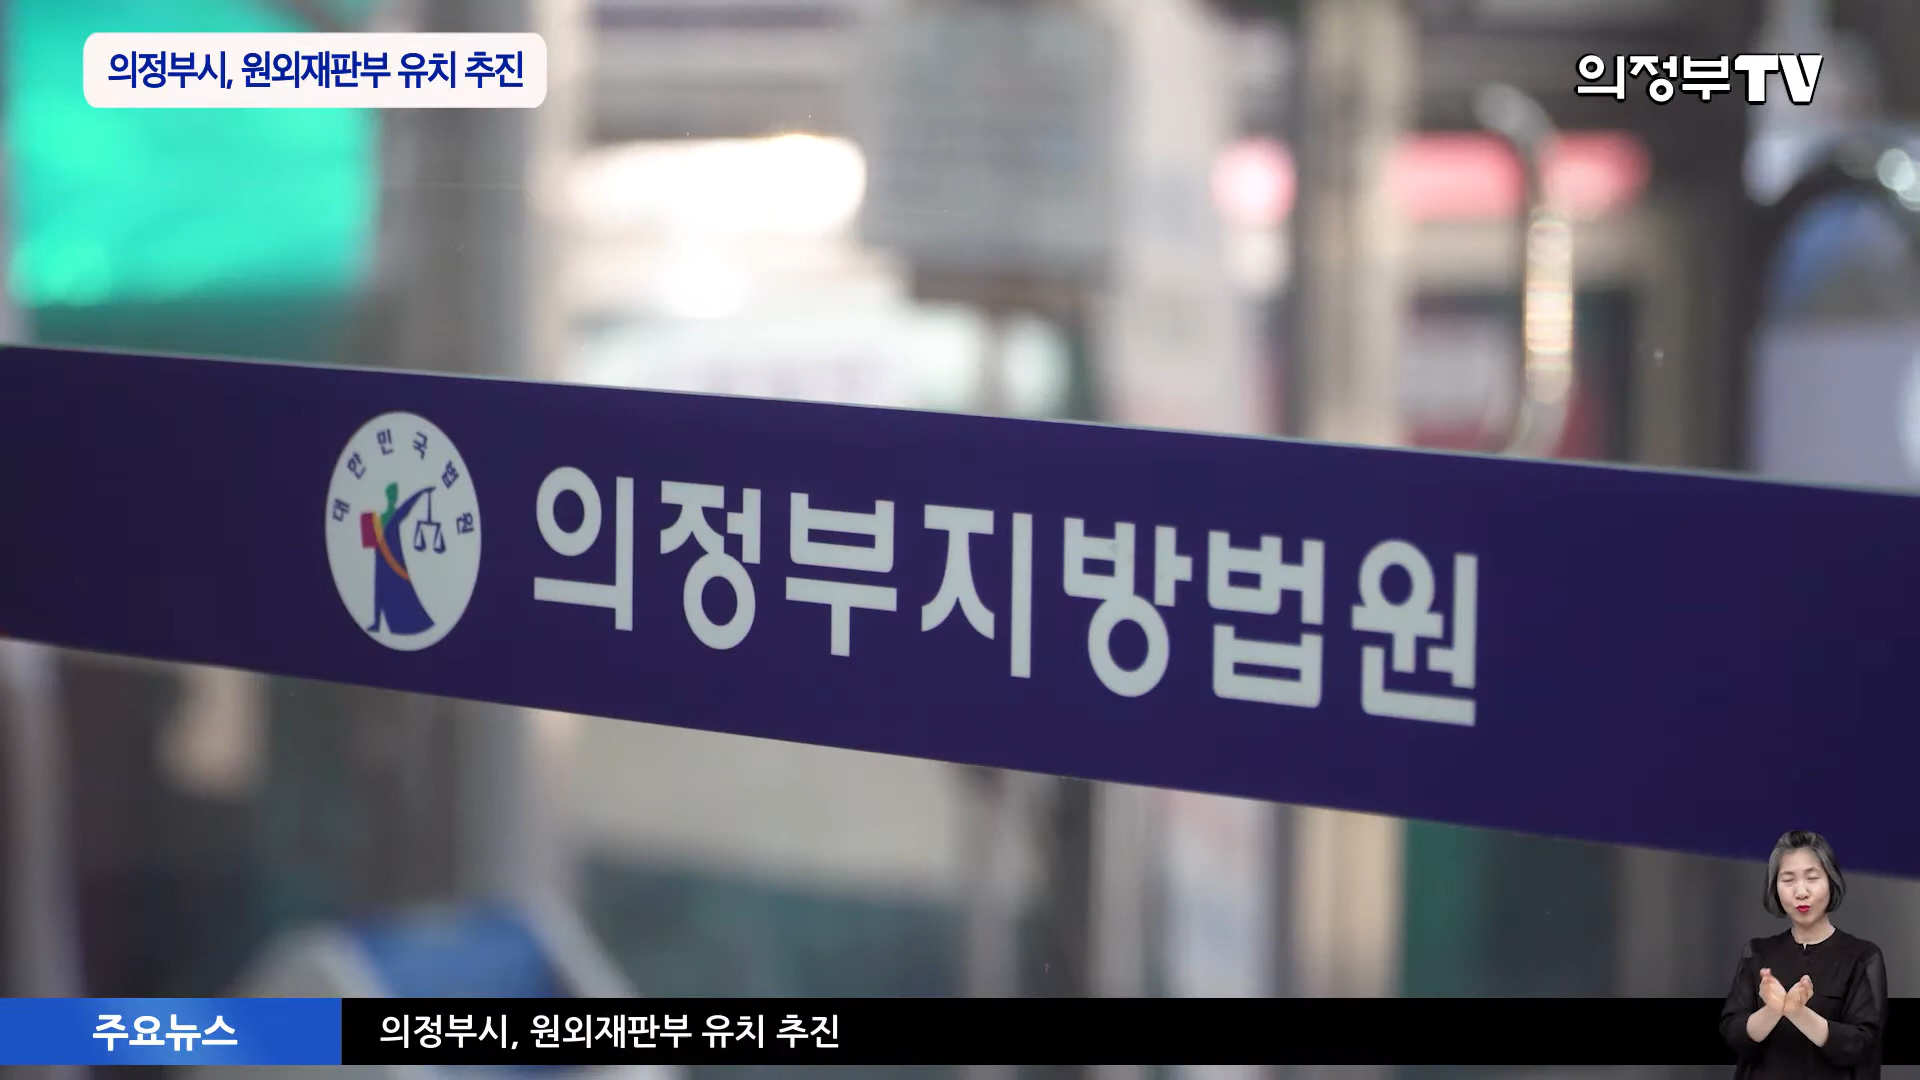 의정부시, 원외재판부 유치 추진
의정부TV
대한민국법원
의정부지방법원
주요뉴스
의정부시, 원외재판부 유치 추진